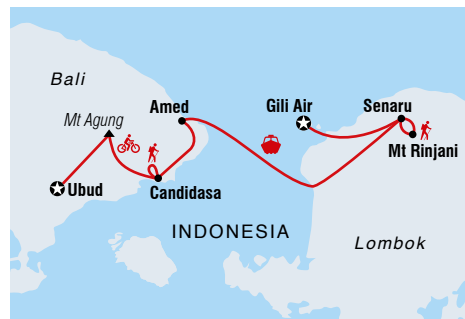 Bali
Mt Agung
Amed
Gili Air
Senaru
Mt Rinjani
Ubud
Candidasa
INDONESIA
Lombok